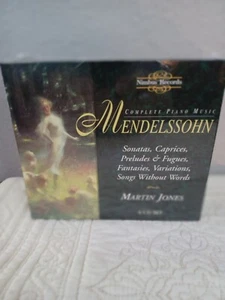 Nimbus Records
COMPLETE PIANO MUSIC
MENDELSSOHN
Sonatas, Caprices,
Preludes & Fugues,
Fantasies, Variations,
Songs Without Words
MARTIN JONES